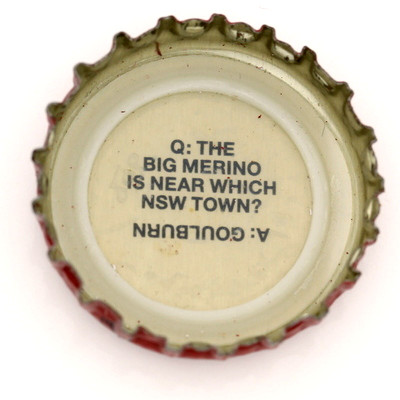 Q: THE
BIG MERINO
IS NEAR WHICH
NSW TOWN?
A: GOULBURN